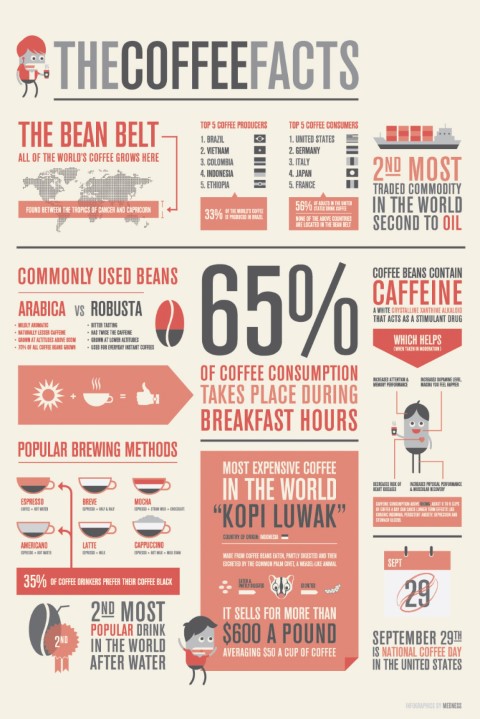 THECOFFEEFACTS
THE BEAN BELT
ALL OF THE WORLD'S COFFEE GROWS HERE
FOUND BETWEEN THE TROPICS OF CANCER AND CAPRICORN
TOP 5 COFFEE PRODUCERS
1. BRAZIL
2. VIETNAM
3. COLOMBIA
4. INDONESIA
5. ETHIOPIA
33% OF THE WORLD'S COFFEE
IS PRODUCED IN BRAZIL
TOP 5 COFFEE CONSUMERS
1. UNITED STATES
2. GERMANY
3. ITALY
4. JAPAN
5. FRANCE
OF ADULTS IN THE UNITED
STATES DRINK COFFEE
NONE OF THE ABOVE COUNTRIES
ARE LOCATED IN THE BEAN BELT
2ND MOST
TRADED COMMODITY
IN THE WORLD
SECOND TO OIL
COMMONLY USED BEANS
ARABICA VS ROBUSTA
• MILDLY AROMATIC
• NATURALLY LESSER CAFFEINE
• GROWN AT ALTITUDES ABOVE
• OF ALL COFFEE BEANS GROWN
• BITTER TASTING
• HAS TWICE THE CAFFEINE
• GROWN AT LOWER ALTITUDES
• USED FOR EVERYDAY INSTANT COFFEES
65%
OF COFFEE CONSUMPTION
TAKES PLACE DURING
BREAKFAST HOURS
COFFEE BEANS CONTAIN
CAFFEINE
A WHITE CRYSTALLINE XANTHINE ALKALOID
THAT ACTS AS A STIMULANT DRUG
WHICH HELPS
(WHEN TAKEN IN MODERATION)
INCREASED ATTENTION &
MEMORY PERFORMANCE
INCREASED DOPAMINE LEVEL,
MAKING YOU FEEL HAPPIER
DECREASED RISK OF
HEART DISEASES
INCREASED PHYSICAL PERFORMANCE
& MUSCULAR RECOVERY
POPULAR BREWING METHODS
ESPRESSO
COFFEE + HOT WATER
BREVE
ESPRESSO + HALF & HALF
MOCHA
ESPRESSO + STEAM MILK + CHOCOLATE
AMERICANO
ESPRESSO + HOT WATER
LATTE
ESPRESSO + MILK
CAPPUCCINO
ESPRESSO + HOT MILK + MILK FOAM
35% OF COFFEE DRINKERS PREFER THEIR COFFEE BLACK
2ND
2ND MOST
POPULAR DRINK
IN THE WORLD
AFTER WATER
MOST EXPENSIVE COFFEE
IN THE WORLD
"KOPI LUWAK"
COUNTRY OF ORIGIN: INDONESIA
MADE FROM COFFEE BEANS EATEN, PARTLY DIGESTED AND THEN
EXCRETED BY THE COMMON PALM CIVET, A WEASEL-LIKE ANIMAL
IT SELLS FOR MORE THAN
$600 A POUND
AVERAGING $50 A CUP OF COFFEE
SEPT
29
SEPTEMBER 29TH
IS NATIONAL COFFEE DAY
IN THE UNITED STATES
INFOGRAPHICS BY